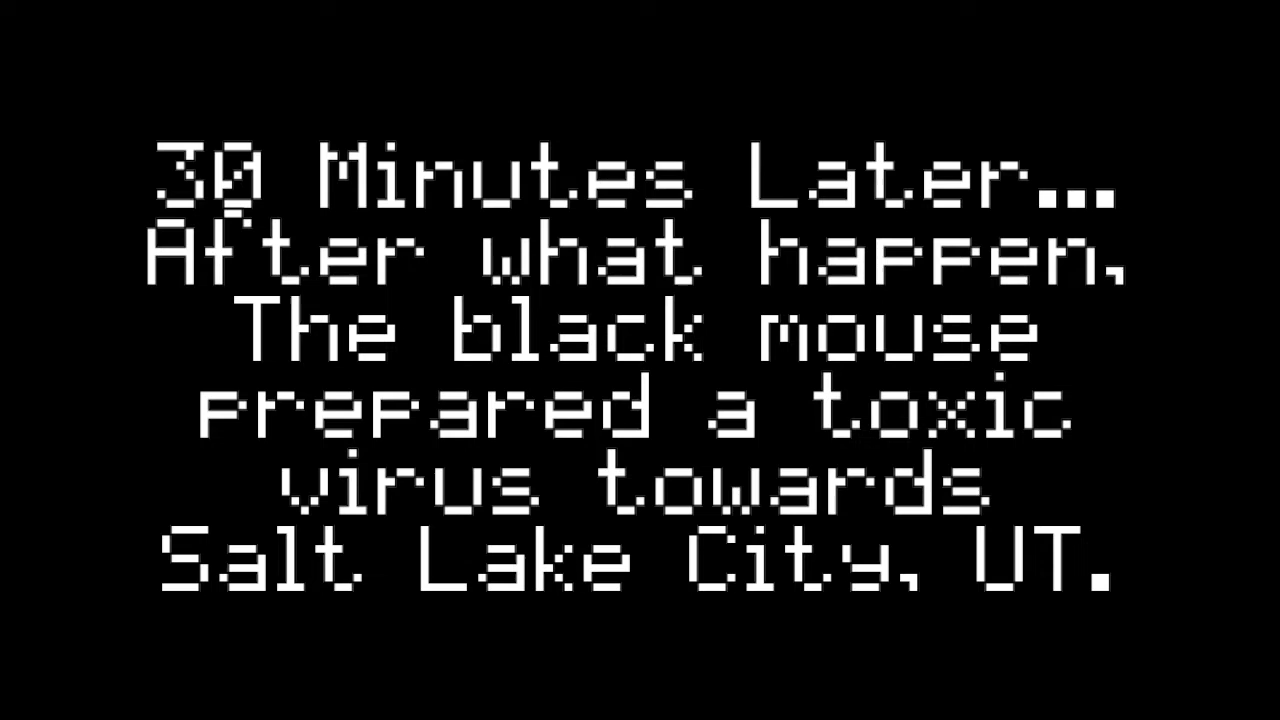 30 Minutes Later...
After what happen,
The black mouse
prepared a toxic
virus towards
Salt Lake City, UT.